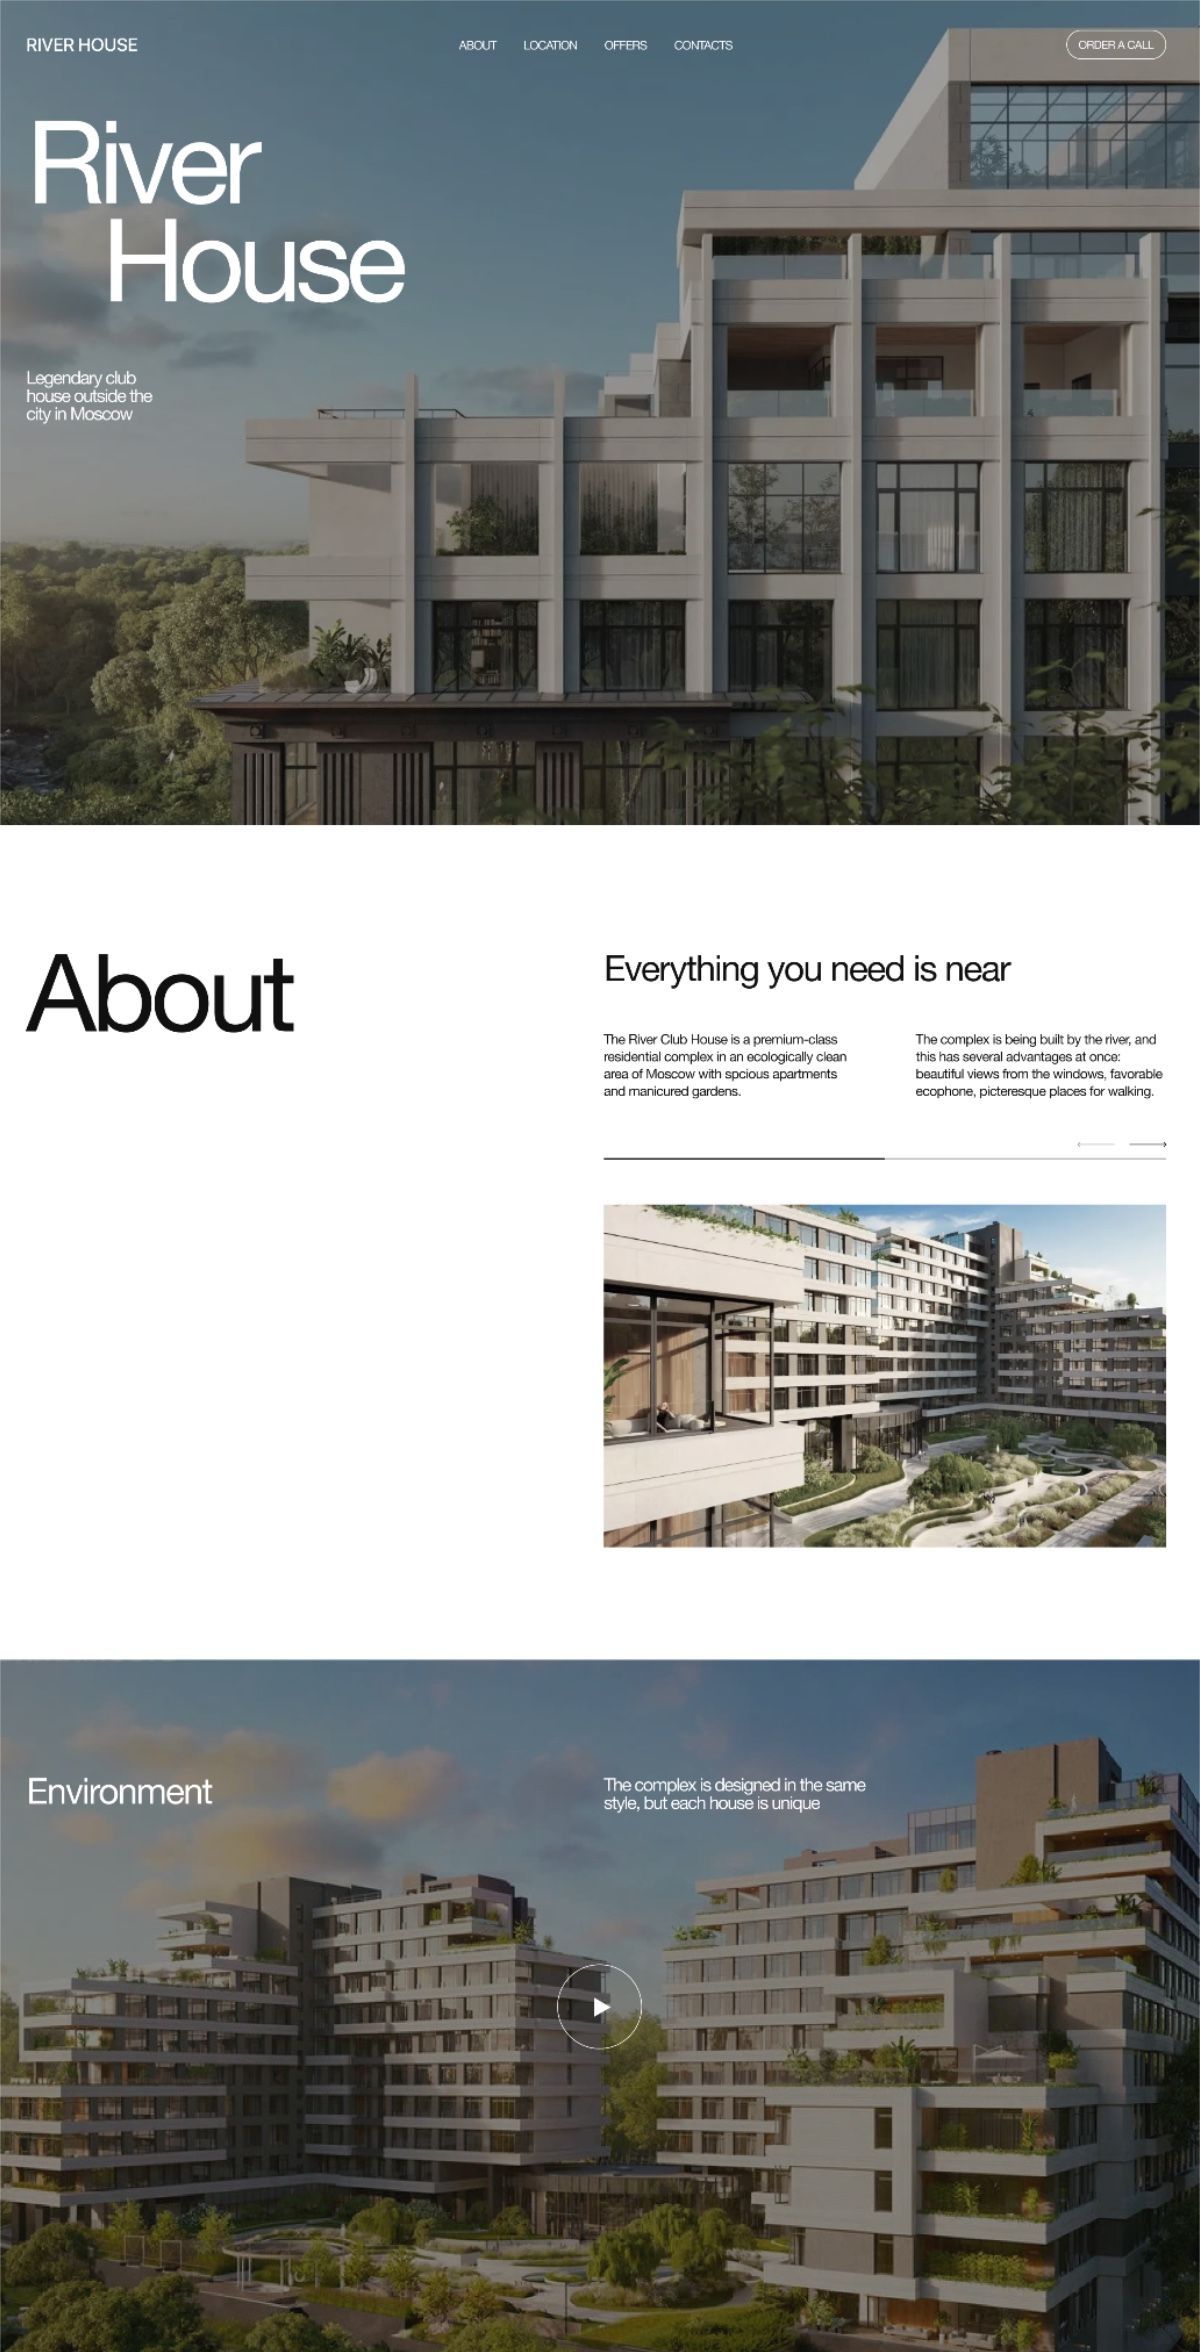 RIVER HOUSE
ABOUT LOCATION OFFERS CONTACTS
ORDER A CALL
River
House
Legendary club
house outside the
city in Moscow
About
Everything you need is near
The River Club House is a premium-class
residential complex in an ecologically clean
area of Moscow with spcious apartments
and manicured gardens.
The complex is being built by the river, and
this has several advantages at once:
beautiful views from the windows, favorable
ecophone, picteresque places for walking.
Environment
The complex is designed in the same
style, but each house is unique